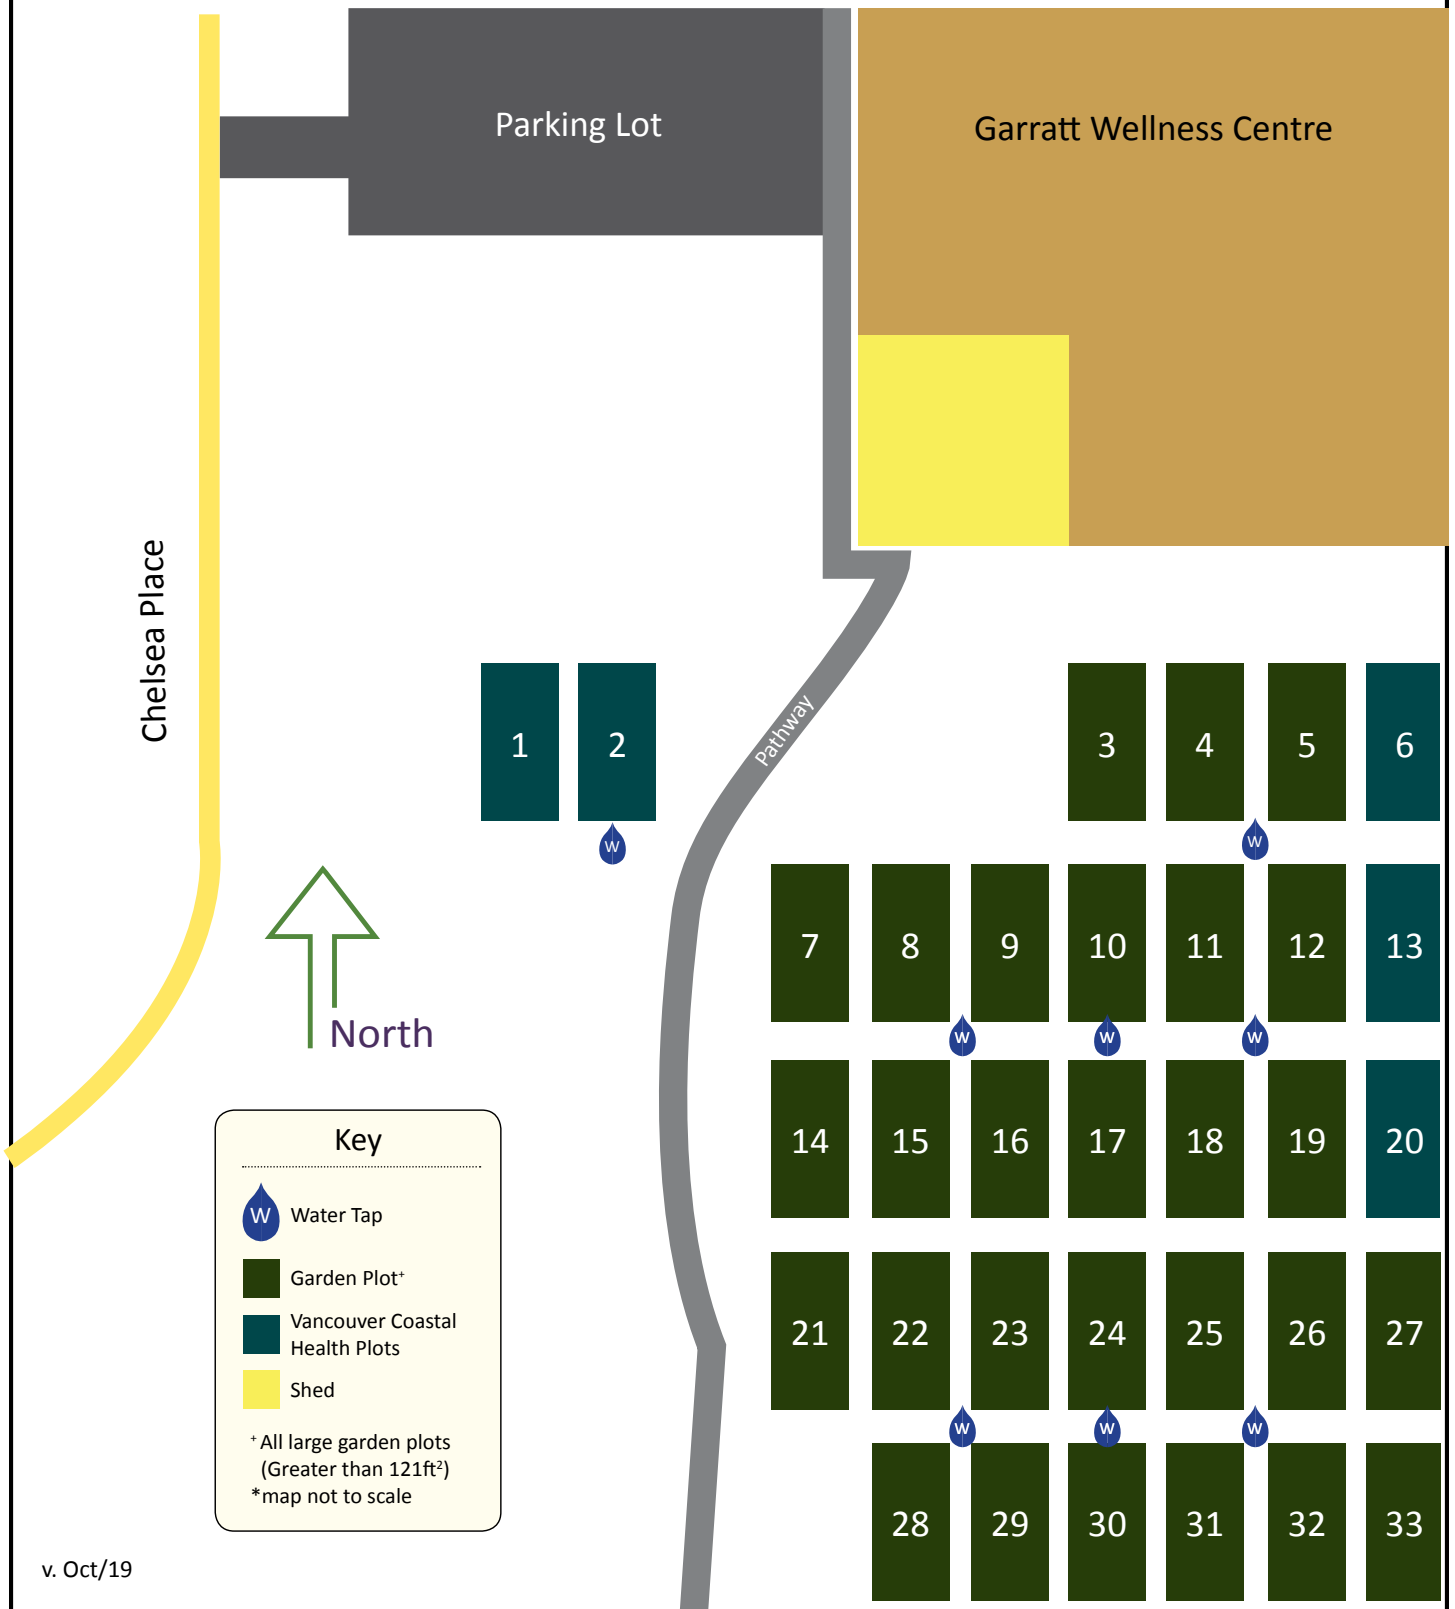 Parking Lot
Garratt Wellness Centre
Chelsea Place
Pathway
1
2
3
4
5
6
W
W
7
8
9
10
11
12
13
North
W
W
W
14
15
16
17
18
19
20
21
22
23
24
25
26
27
W
W
W
28
29
30
31
32
33
Key
W
Water Tap
Garden Plot⁺
Vancouver Coastal
Health Plots
Shed
⁺ All large garden plots
(Greater than 121ft²)
*map not to scale
v. Oct/19